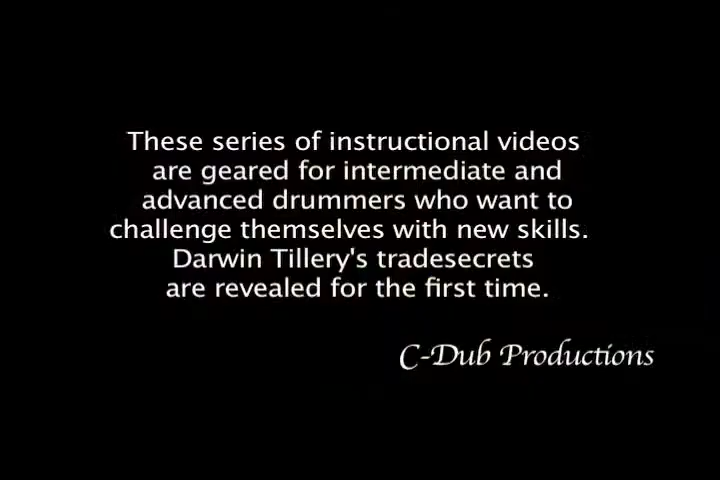 These series of instructional videos
are geared for intermediate and
advanced drummers who want to
challenge themselves with new skills.
Darwin Tillery's tradesecrets
are revealed for the first time.
C-Dub Productions